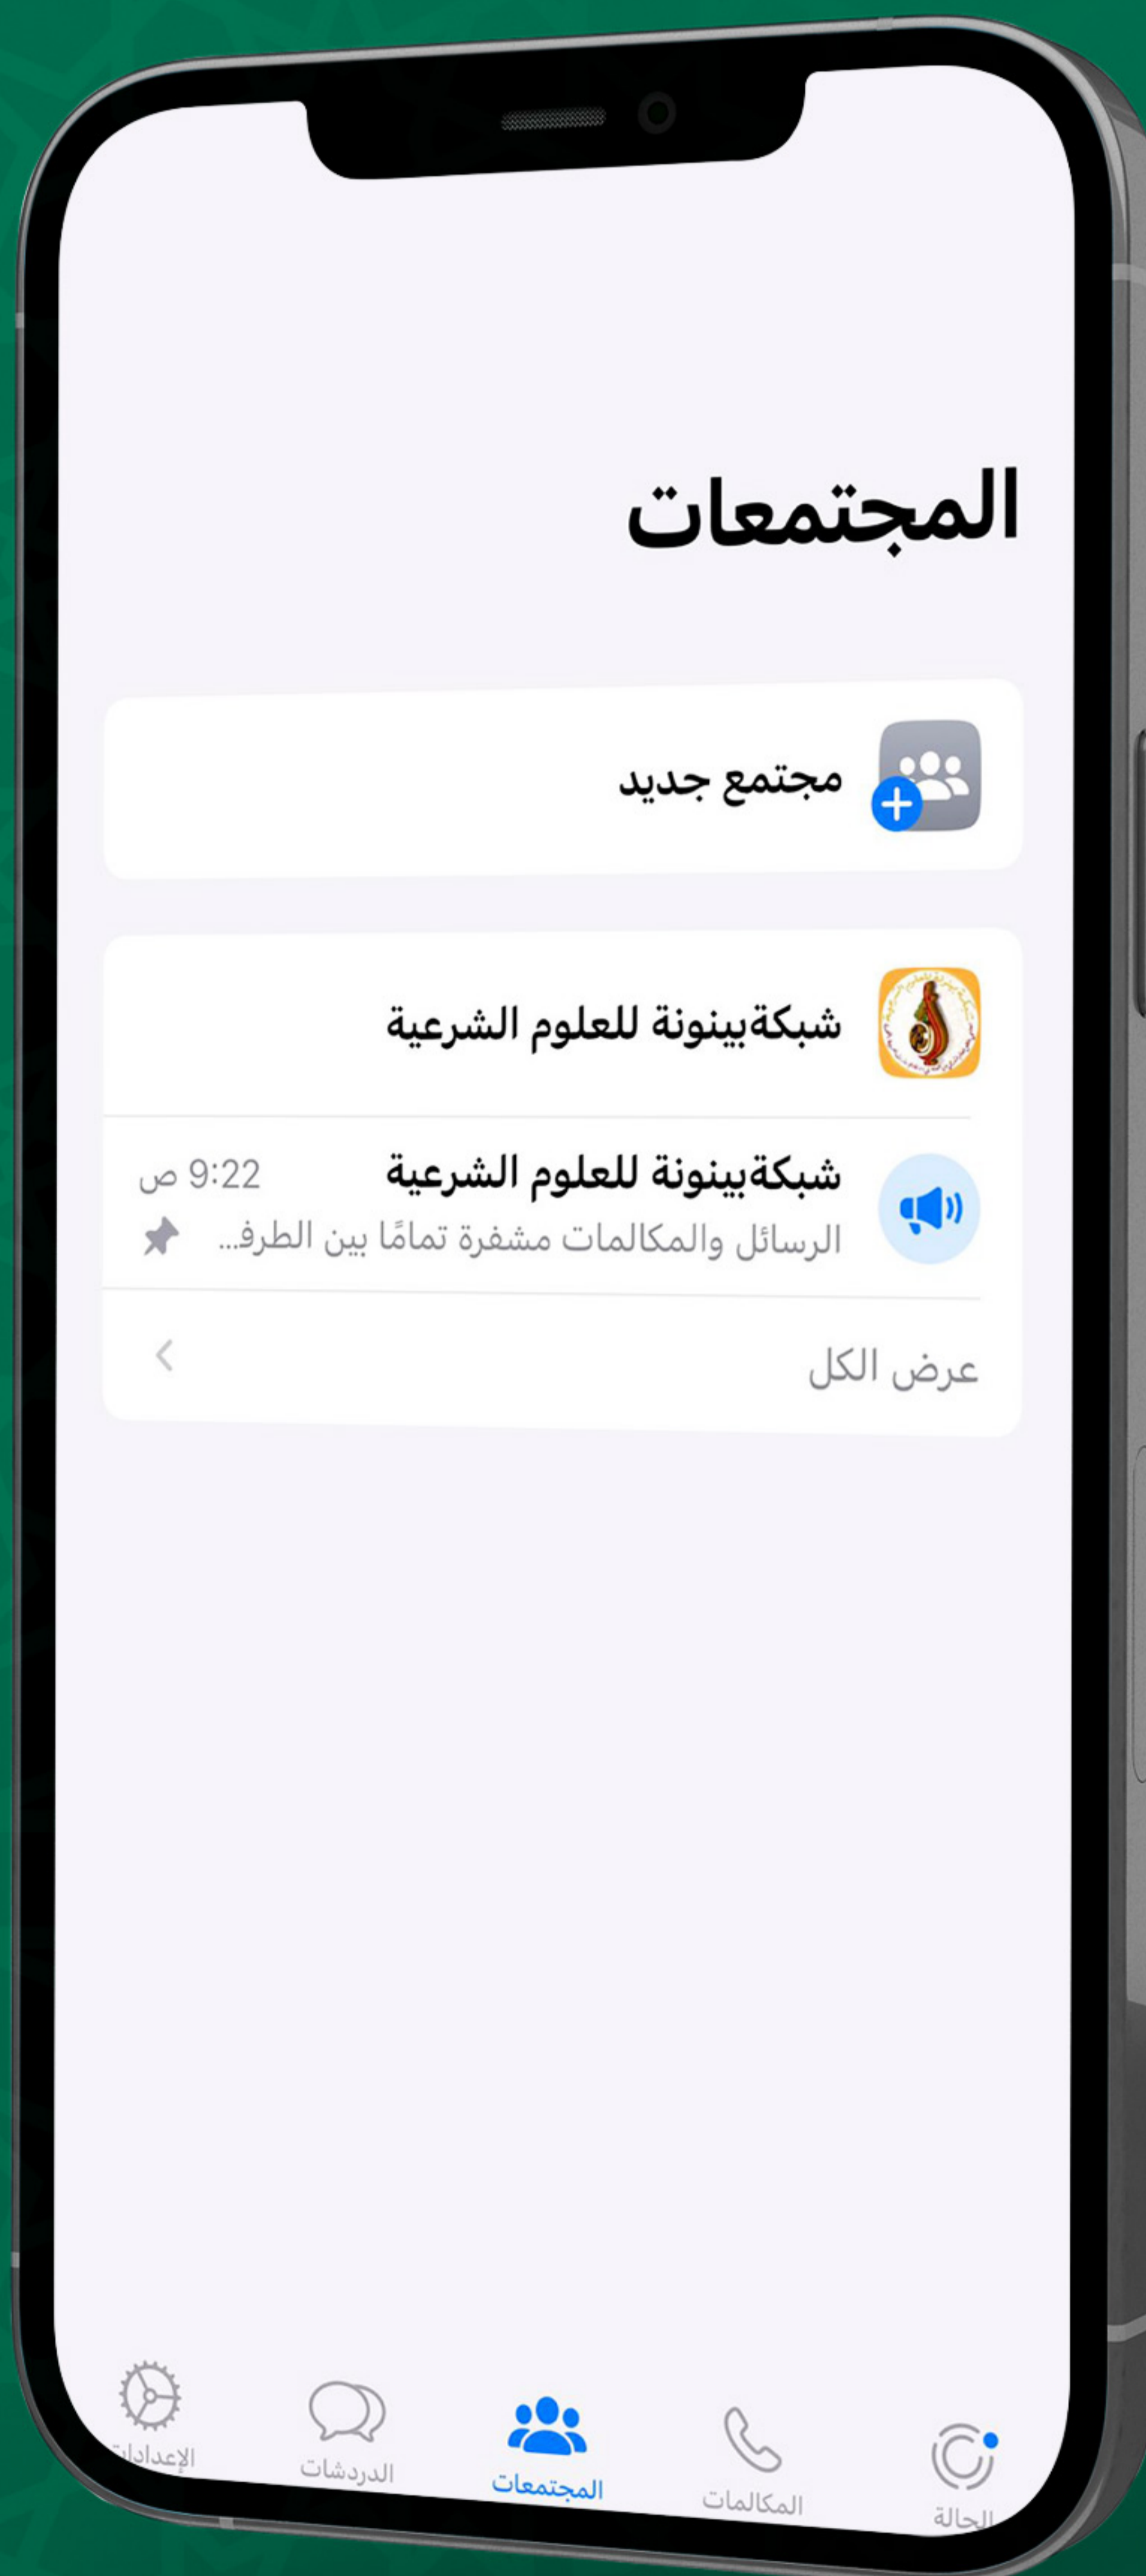 المجتمعات
مجتمع جديد
شبكةبينونة للعلوم الشرعية
شبكةبينونة للعلوم الشرعية
9:22 ص
الرسائل والمكالمات مشفرة تمامًا بين الطرفـ...
عرض الكل
الحالة
المكالمات
المجتمعات
الدردشات
الإعدادات